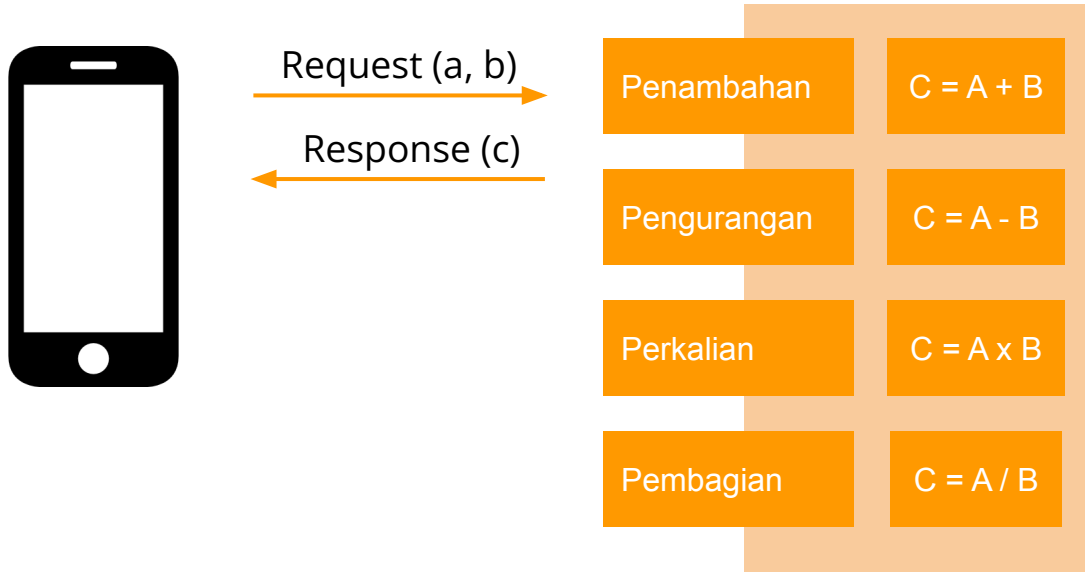 Request (a, b)
Response (c)
Penambahan
C = A + B
Pengurangan
C = A - B
Perkalian
C = A x B
Pembagian
C = A / B